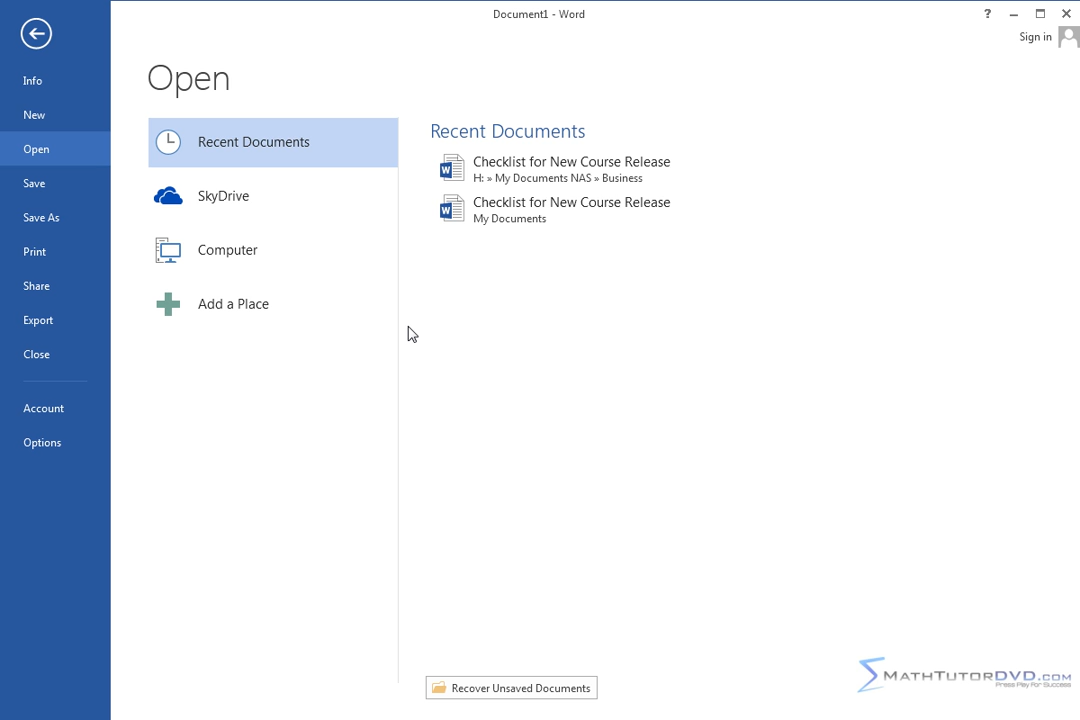 Document1 - Word
?
Sign in
Info
New
Open
Save
Save As
Print
Share
Export
Close
Account
Options
Open
Recent Documents
SkyDrive
Computer
Add a Place
Recent Documents
Checklist for New Course Release
H: » My Documents NAS » Business
Checklist for New Course Release
My Documents
Recover Unsaved Documents
MathTutorDVD.com
Press Play For Success